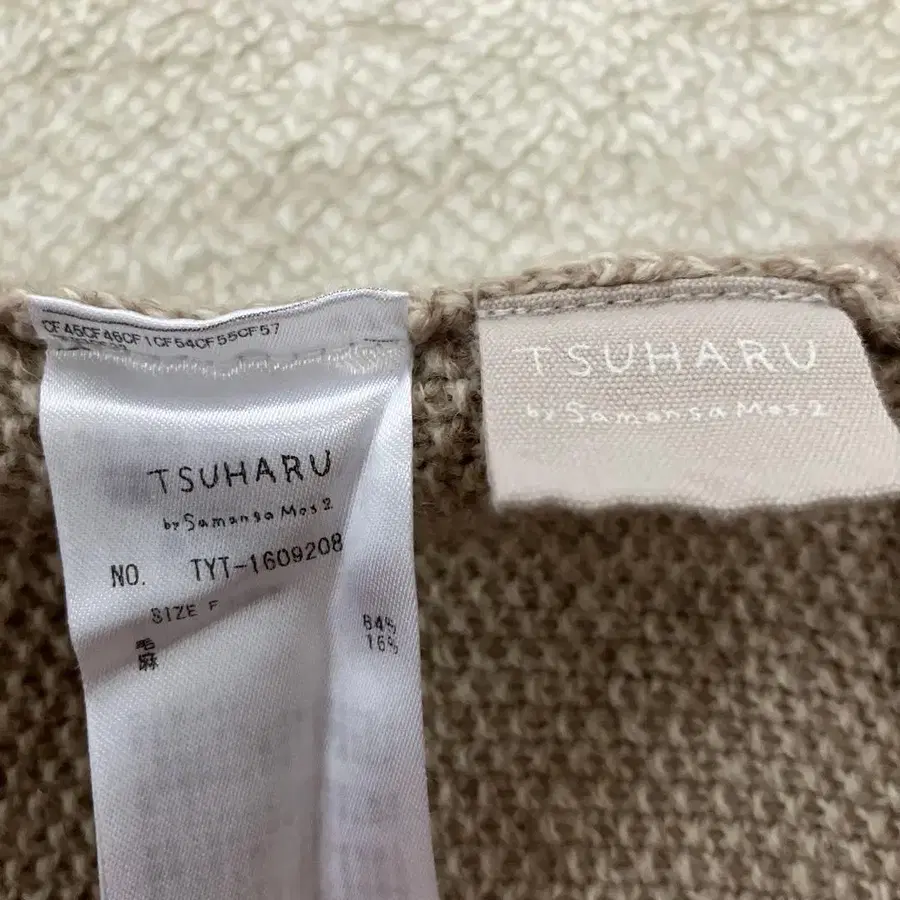 CF45CF46CF1CF54CF55CF57
TSUHARU
by Samansa Mos2
NO. TYT-1609208
SIZE F
毛 84%
麻 16%
TSUHARU
by Samansa Mos2